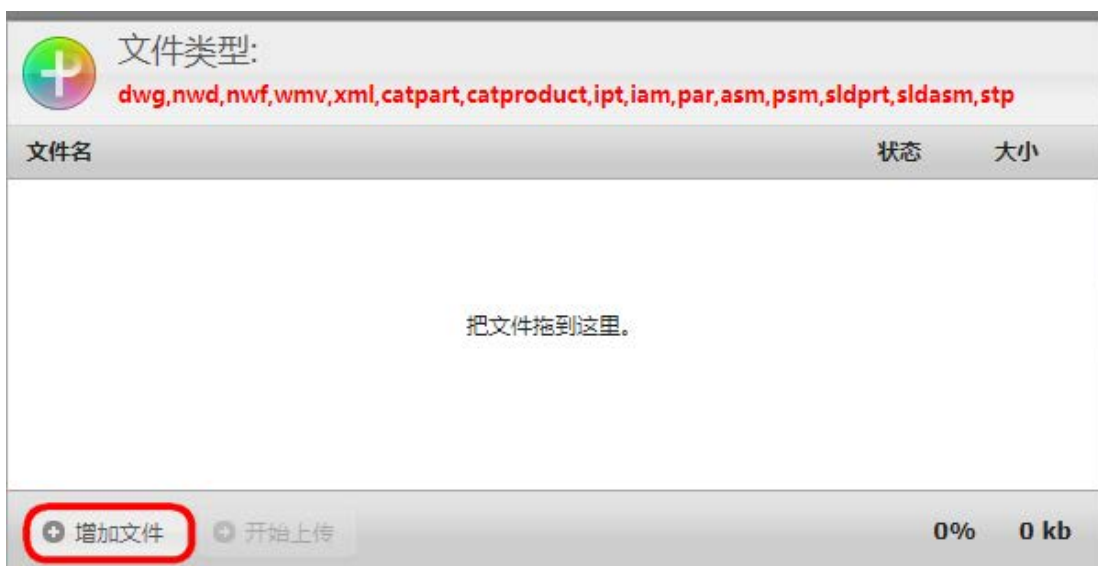 文件类型:
dwg,nwd,nwf,wmv,xml,catpart,catproduct,ipt,iam,par,asm,psm,sldprt,sldasm,stp
文件名 状态 大小
把文件拖到这里。
增加文件 开始上传 0% 0 kb